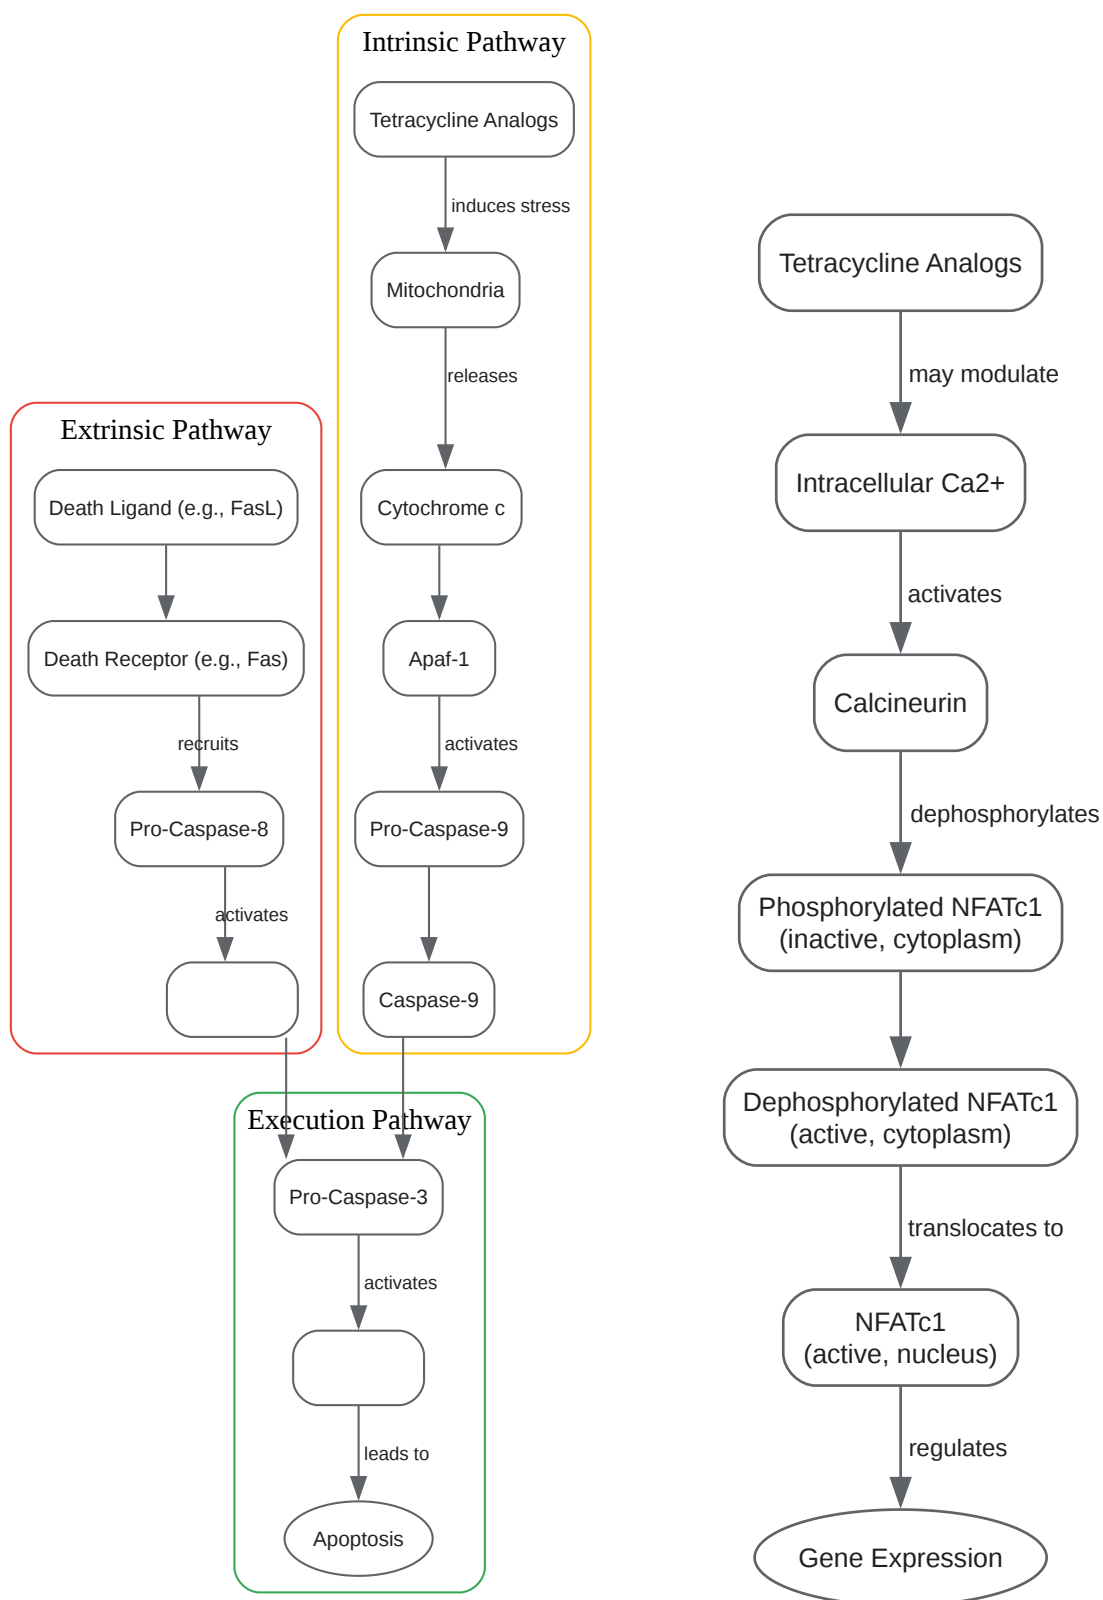 Intrinsic Pathway
Tetracycline Analogs
induces stress
Mitochondria
releases
Cytochrome c
Apaf-1
activates
Pro-Caspase-9
Caspase-9
Extrinsic Pathway
Death Ligand (e.g., FasL)
Death Receptor (e.g., Fas)
recruits
Pro-Caspase-8
activates
Execution Pathway
Pro-Caspase-3
activates
leads to
Apoptosis
Tetracycline Analogs
may modulate
Intracellular Ca2+
activates
Calcineurin
dephosphorylates
Phosphorylated NFATc1
(inactive, cytoplasm)
Dephosphorylated NFATc1
(active, cytoplasm)
translocates to
NFATc1
(active, nucleus)
regulates
Gene Expression